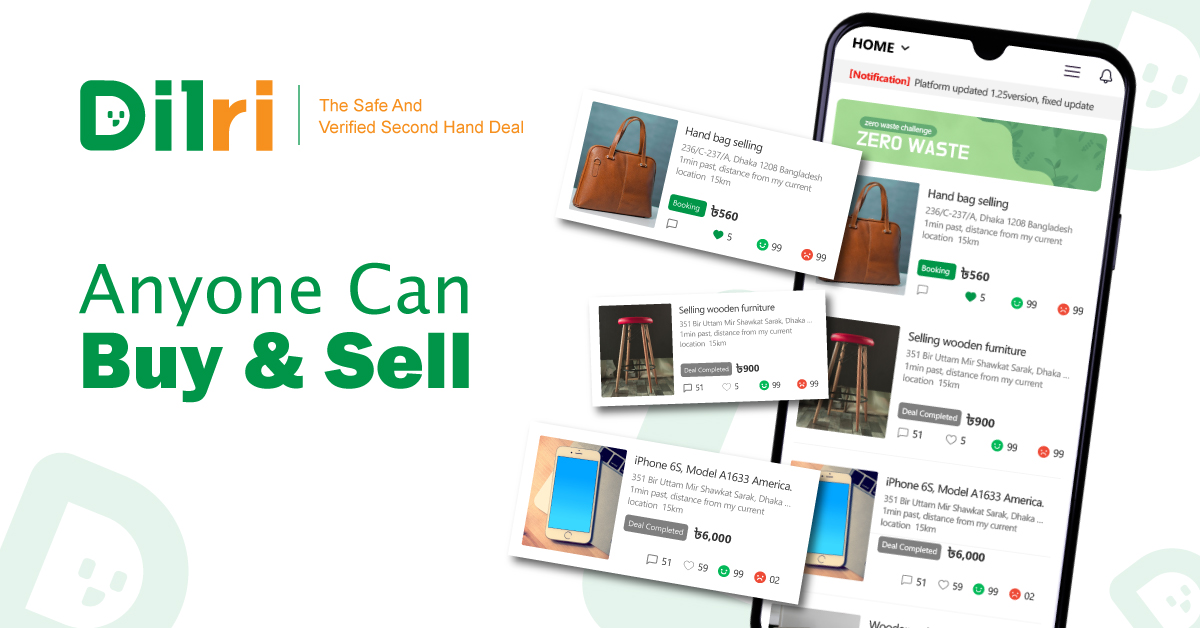 Dilri
The Safe And
Verified Second Hand Deal
Anyone Can
Buy & Sell
Hand bag selling
236/C-237/A, Dhaka 1208 Bangladesh
1min past, distance from my current
location 15km
Booking ৳560
5 99 99
Selling wooden furniture
351 Bir Uttam Mir Shawkat Sarak, Dhaka ...
1min past, distance from my current
location 15km
Deal Completed ৳900
51 5 99 99
iPhone 6S, Model A1633 America.
351 Bir Uttam Mir Shawkat Sarak, Dhaka ...
1min past, distance from my current
location 15km
Deal Completed ৳6,000
51 59 99 02
HOME
[Notification] Platform updated 1.25version, fixed update
zero waste challenge
ZERO WASTE
Hand bag selling
236/C-237/A, Dhaka 1208 Bangladesh
1min past, distance from my current
location 15km
Booking ৳560
5 99 99
Selling wooden furniture
351 Bir Uttam Mir Shawkat Sarak, Dhaka ...
1min past, distance from my current
location 15km
Deal Completed ৳900
51 5 99 99
iPhone 6S, Model A1633 America.
351 Bir Uttam Mir Shawkat Sarak, Dhaka ...
1min past, distance from my current
location 15km
Deal Completed ৳6,000
51 59 99 02